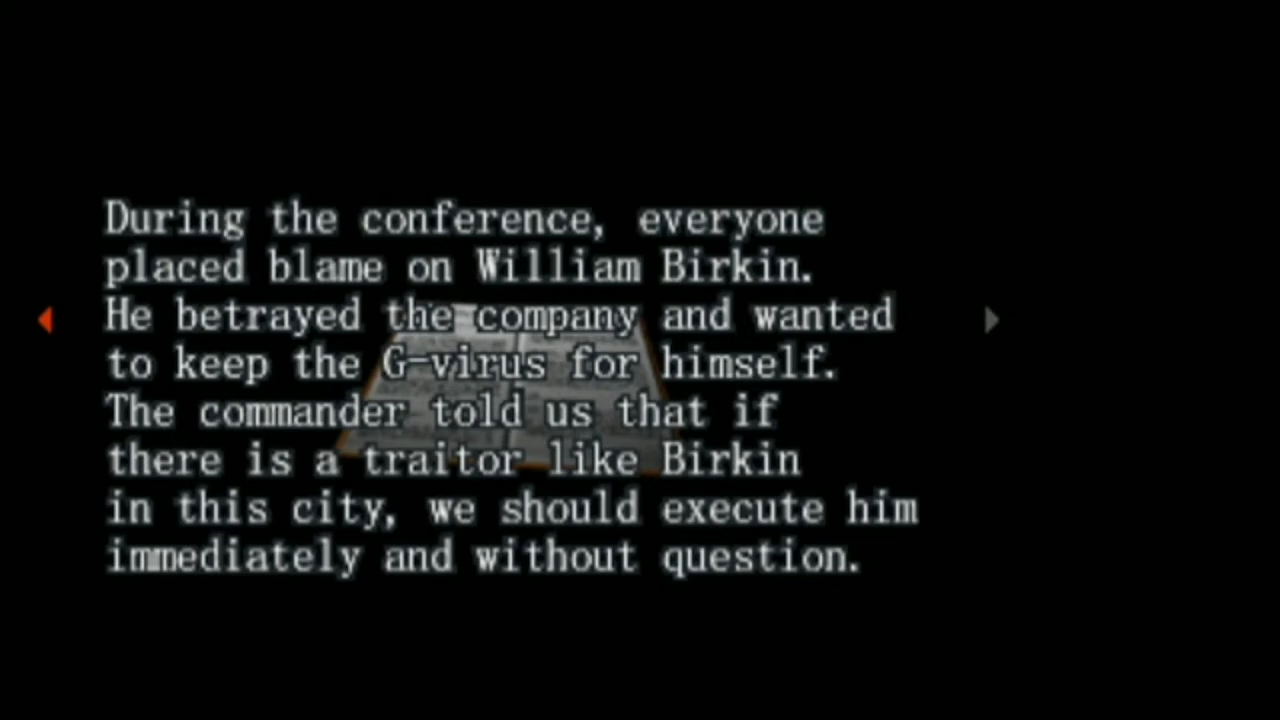 During the conference, everyone
placed blame on William Birkin.
He betrayed the company and wanted
to keep the G-virus for himself.
The commander told us that if
there is a traitor like Birkin
in this city, we should execute him
immediately and without question.